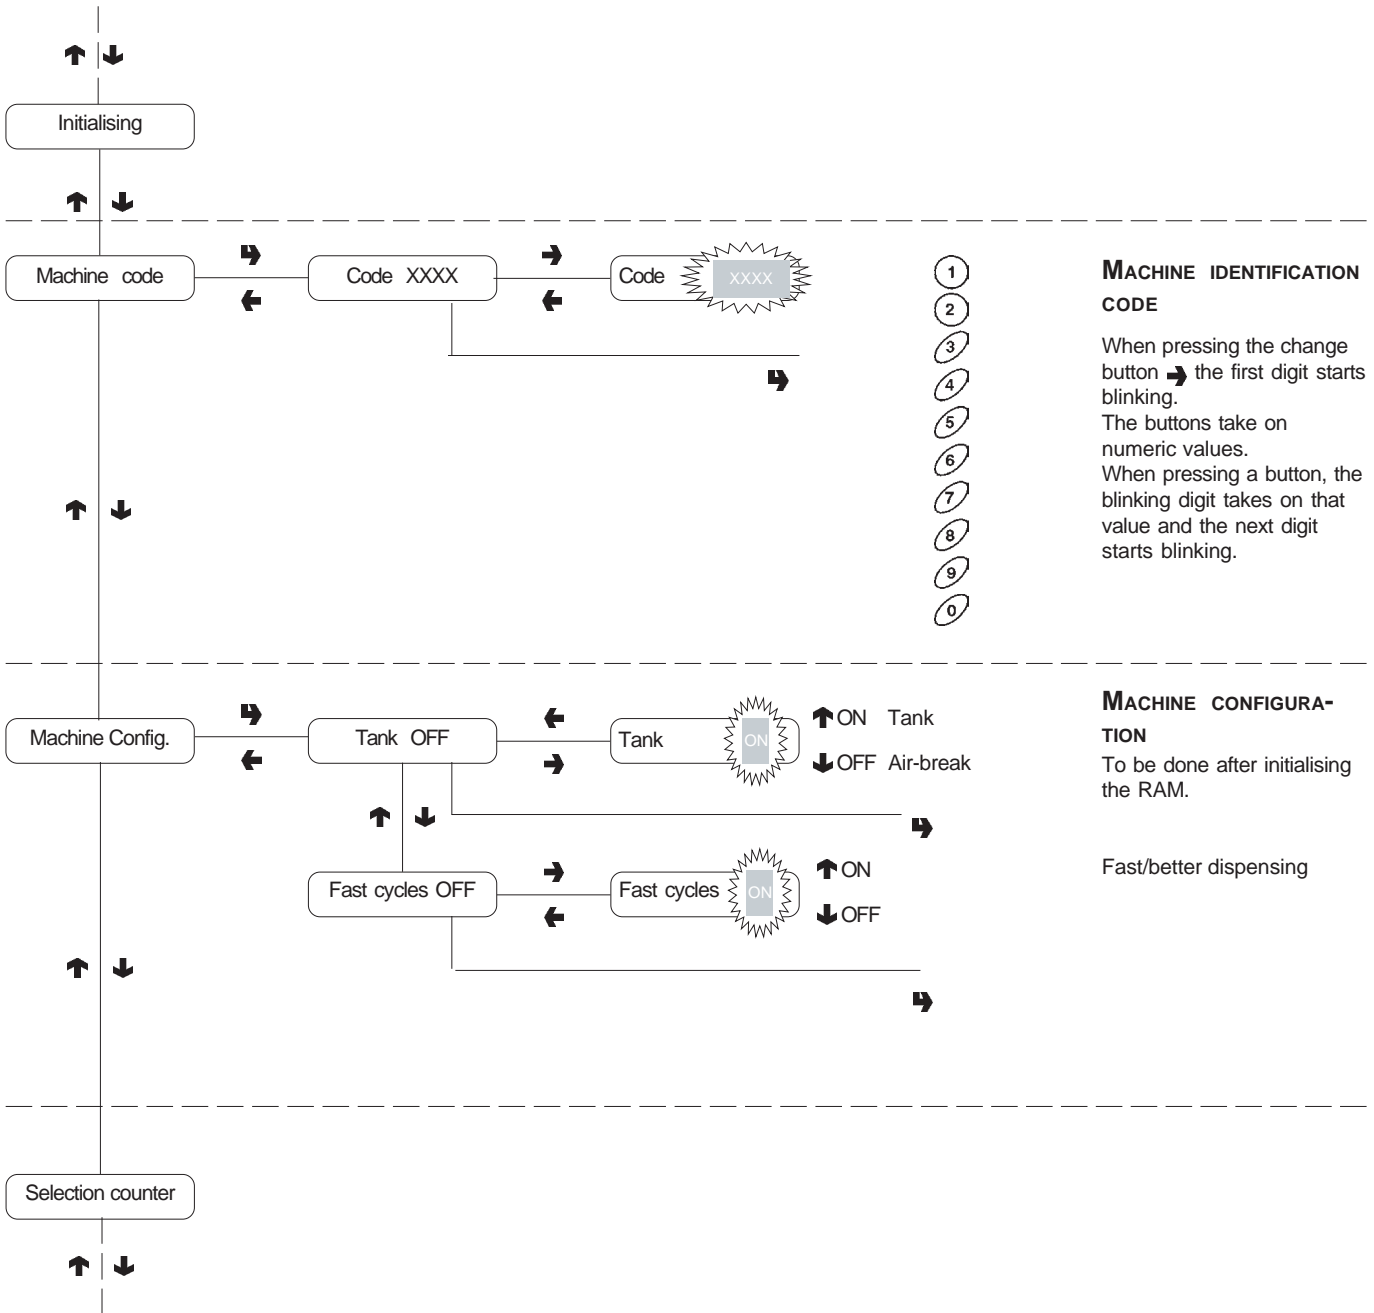 Initialising
Machine code
Code XXXX
Code XXXX
1
2
3
4
5
6
7
8
9
0
MACHINE IDENTIFICATION
CODE
When pressing the change
button → the first digit starts
blinking.
The buttons take on
numeric values.
When pressing a button, the
blinking digit takes on that
value and the next digit
starts blinking.
Machine Config.
Tank OFF
Tank ON
ON Tank
OFF Air-break
MACHINE CONFIGURA-
TION
To be done after initialising
the RAM.
Fast cycles OFF
Fast cycles ON
ON
OFF
Fast/better dispensing
Selection counter